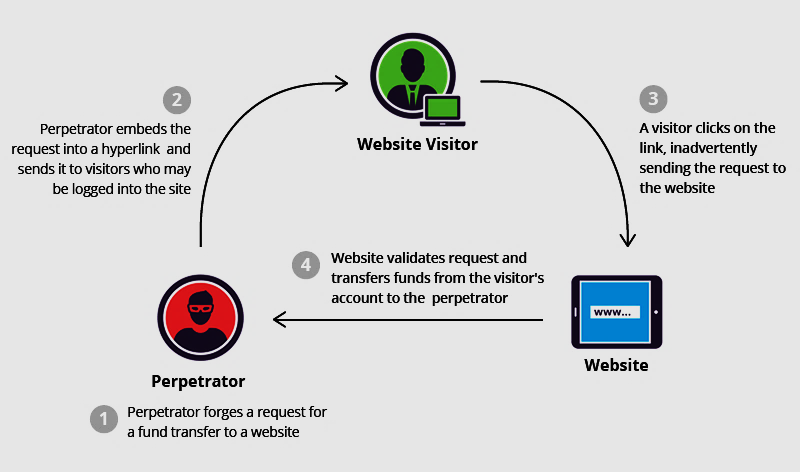 2
Perpetrator embeds the
request into a hyperlink and
sends it to visitors who may
be logged into the site
Website Visitor
3
A visitor clicks on the
link, inadvertently
sending the request to
the website
4
Website validates request and
transfers funds from the visitor's
account to the perpetrator
www...
Website
Perpetrator
1
Perpetrator forges a request for
a fund transfer to a website